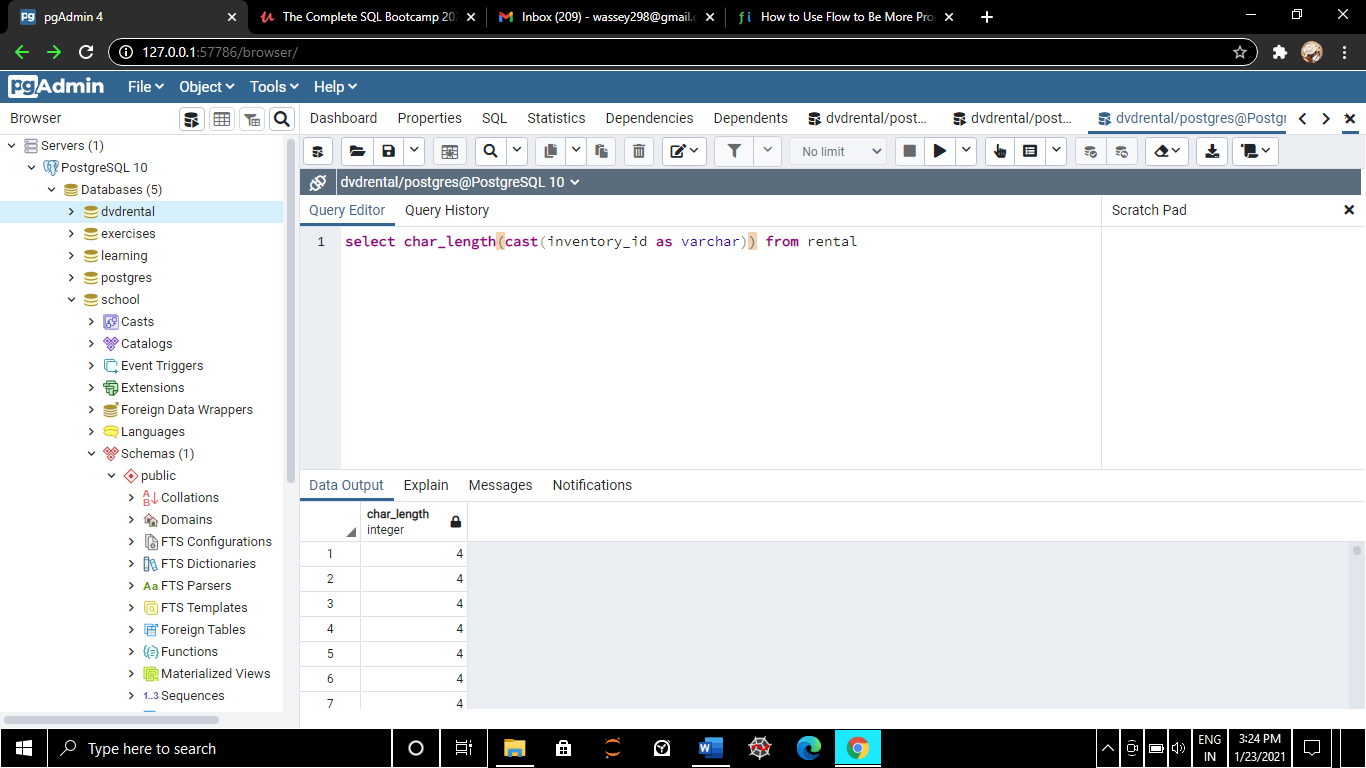 pgAdmin 4
The Complete SQL Bootcamp 202
Inbox (209) - wassey298@gmail.c
How to Use Flow to Be More Pro
127.0.0.1:57786/browser/
pgAdmin File Object Tools Help
Browser
Dashboard Properties SQL Statistics Dependencies Dependents dvdrental/post... dvdrental/post... dvdrental/postgres@Postgr
Servers (1)
PostgreSQL 10
Databases (5)
dvdrental
exercises
learning
postgres
school
Casts
Catalogs
Event Triggers
Extensions
Foreign Data Wrappers
Languages
Schemas (1)
public
Collations
Domains
FTS Configurations
FTS Dictionaries
Aa FTS Parsers
FTS Templates
Foreign Tables
Functions
Materialized Views
1..3 Sequences
No limit
dvdrental/postgres@PostgreSQL 10
Query Editor Query History
Scratch Pad
1 select char_length(cast(inventory_id as varchar)) from rental
Data Output Explain Messages Notifications
char_length
integer
1 4
2 4
3 4
4 4
5 4
6 4
7 4
Type here to search
ENG
IN
3:24 PM
1/23/2021